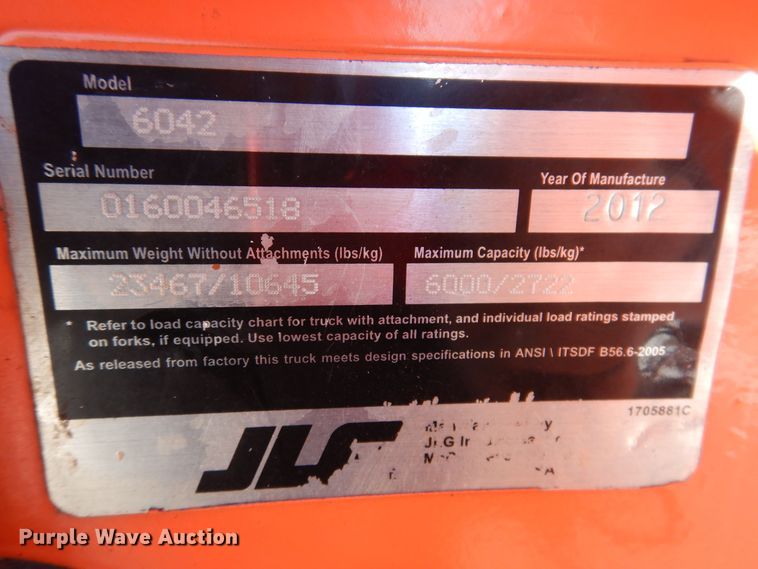 Model
6042
Serial Number
0160046518
Year Of Manufacture
2012
Maximum Weight Without Attachments (lbs/kg)
23467/10645
Maximum Capacity (lbs/kg)*
6000/2722
* Refer to load capacity chart for truck with attachment, and individual load ratings stamped
on forks, if equipped. Use lowest capacity of all ratings.
As released from factory this truck meets design specifications in ANSI \ ITSDF B56.6-2005
1705881C
JLG
JLG
Purple Wave Auction